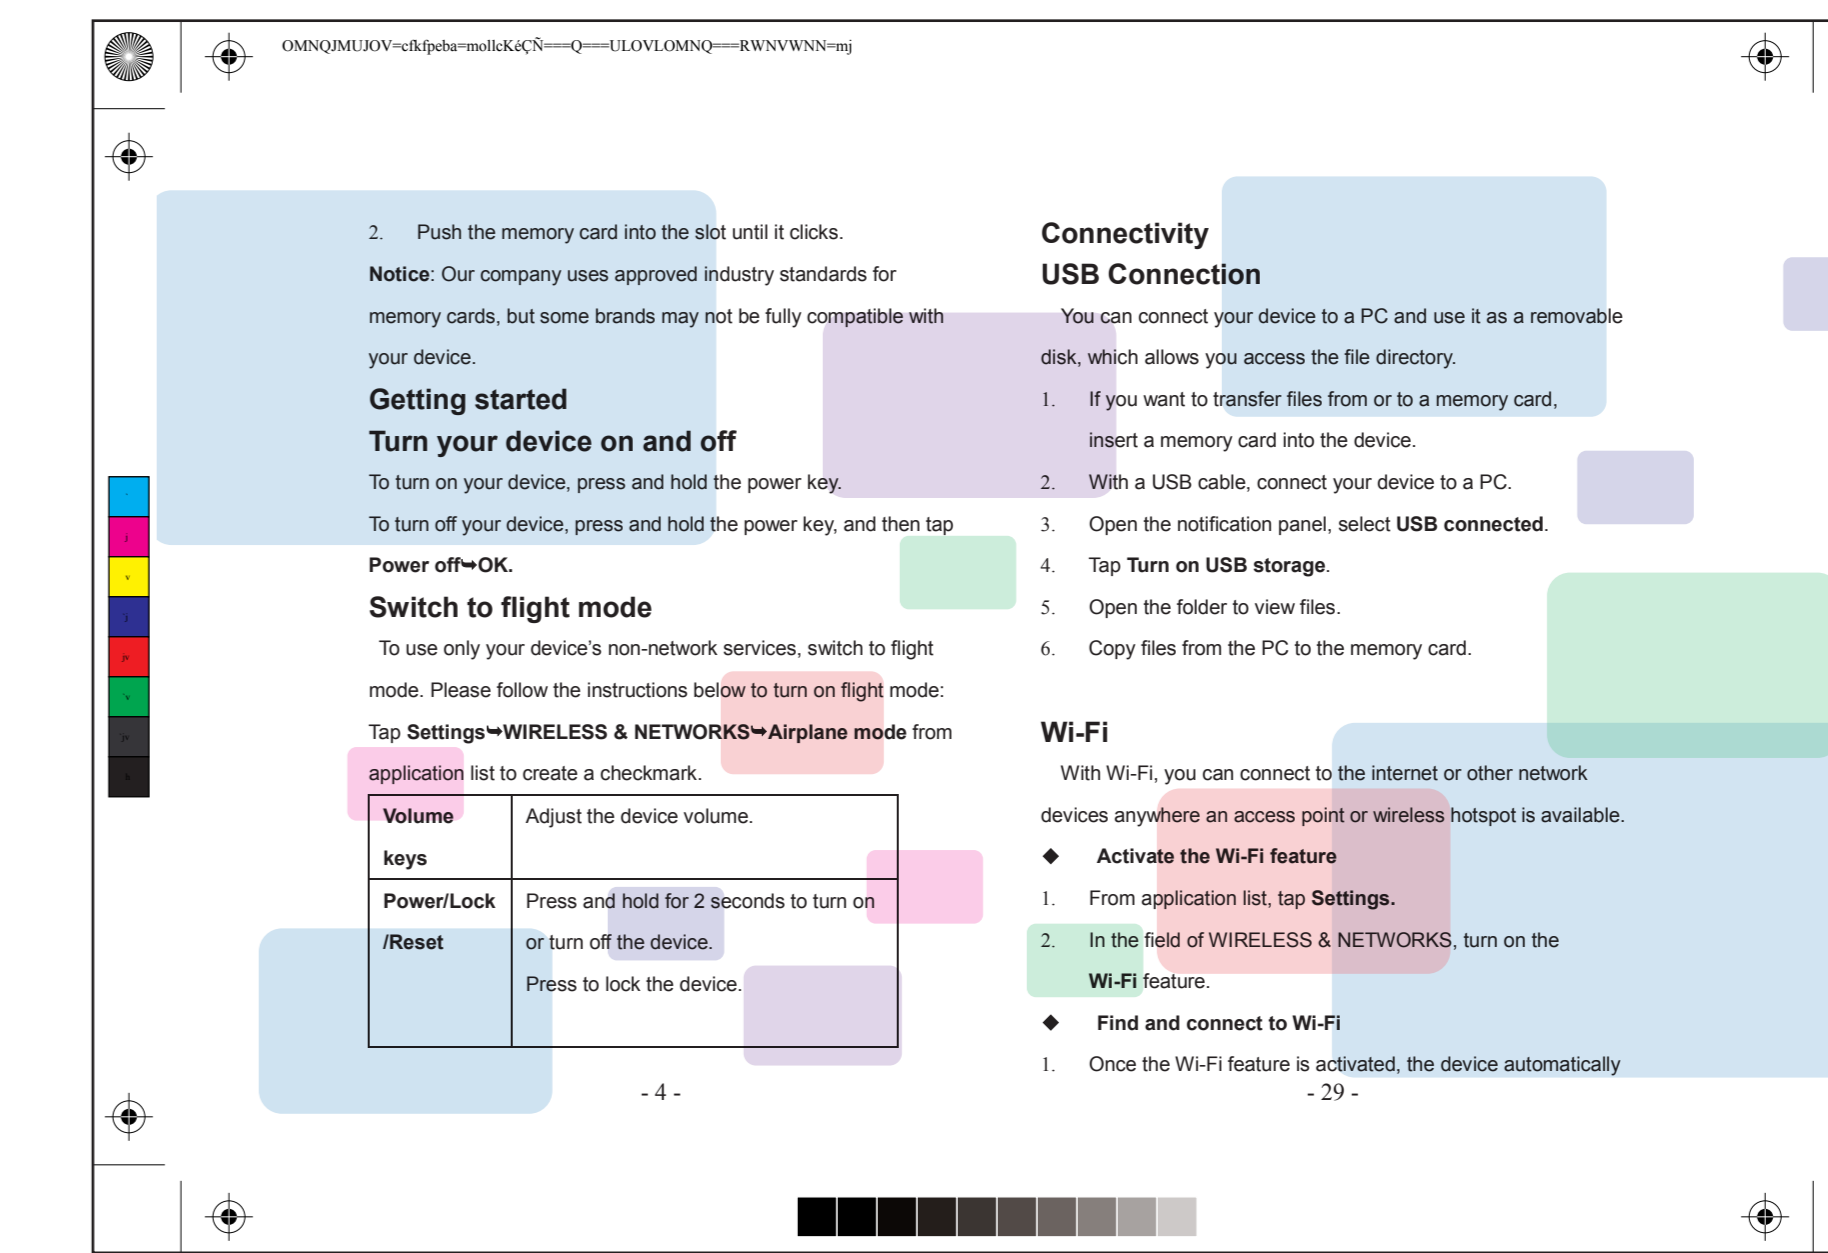 OMNQJMUJOV=cfkfpeba=mollcKéÇÑ===Q===ULOVLOMNQ===RWNVWNN=mj
2. Push the memory card into the slot until it clicks.
Notice: Our company uses approved industry standards for
memory cards, but some brands may not be fully compatible with
your device.
Getting started
Turn your device on and off
To turn on your device, press and hold the power key.
To turn off your device, press and hold the power key, and then tap
Power off➥OK.
Switch to flight mode
To use only your device’s non-network services, switch to flight
mode. Please follow the instructions below to turn on flight mode:
Tap Settings➥WIRELESS & NETWORKS➥Airplane mode from
application list to create a checkmark.
Volume keys
Adjust the device volume.
Power/Lock
/Reset
Press and hold for 2 seconds to turn on
or turn off the device.
Press to lock the device.
- 4 -
Connectivity
USB Connection
You can connect your device to a PC and use it as a removable
disk, which allows you access the file directory.
1. If you want to transfer files from or to a memory card,
insert a memory card into the device.
2. With a USB cable, connect your device to a PC.
3. Open the notification panel, select USB connected.
4. Tap Turn on USB storage.
5. Open the folder to view files.
6. Copy files from the PC to the memory card.
Wi-Fi
With Wi-Fi, you can connect to the internet or other network
devices anywhere an access point or wireless hotspot is available.
◆ Activate the Wi-Fi feature
1. From application list, tap Settings.
2. In the field of WIRELESS & NETWORKS, turn on the
Wi-Fi feature.
◆ Find and connect to Wi-Fi
1. Once the Wi-Fi feature is activated, the device automatically
- 29 -